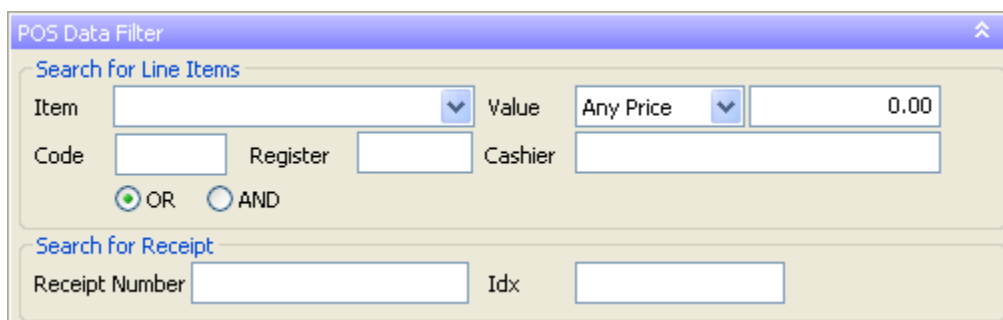 POS Data Filter
Search for Line Items
Item Value Any Price 0.00
Code Register Cashier
OR AND
Search for Receipt
Receipt Number Idx